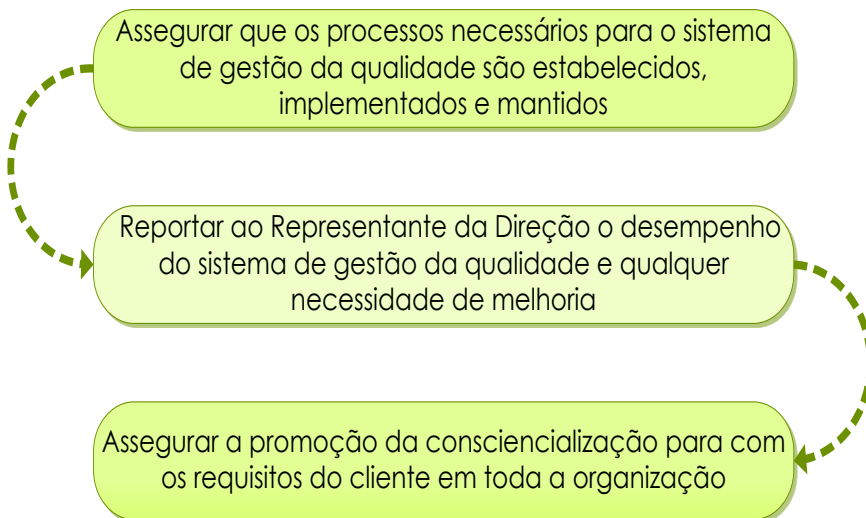 Assegurar que os processos necessários para o sistema
de gestão da qualidade são estabelecidos,
implementados e mantidos
Reportar ao Representante da Direção o desempenho
do sistema de gestão da qualidade e qualquer
necessidade de melhoria
Assegurar a promoção da consciencialização para com
os requisitos do cliente em toda a organização